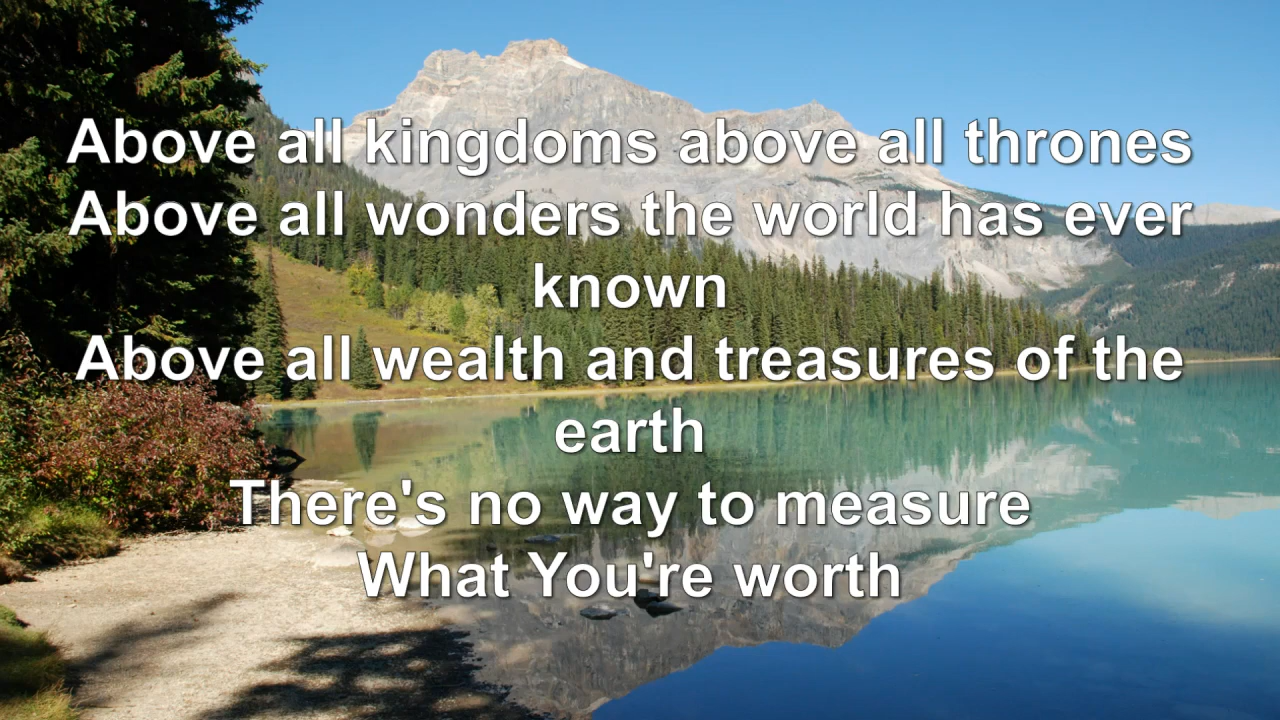 Above all kingdoms above all thrones
Above all wonders the world has ever
known
Above all wealth and treasures of the
earth
There's no way to measure
What You're worth